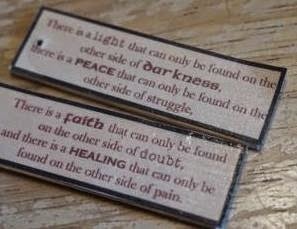 There is a light that can only be found on the
other side of darkness,
there is a PEACE that can only be found on the
other side of struggle,
There is a faith that can only be found
on the other side of doubt,
and there is a HEALING that can only be
found on the other side of pain.